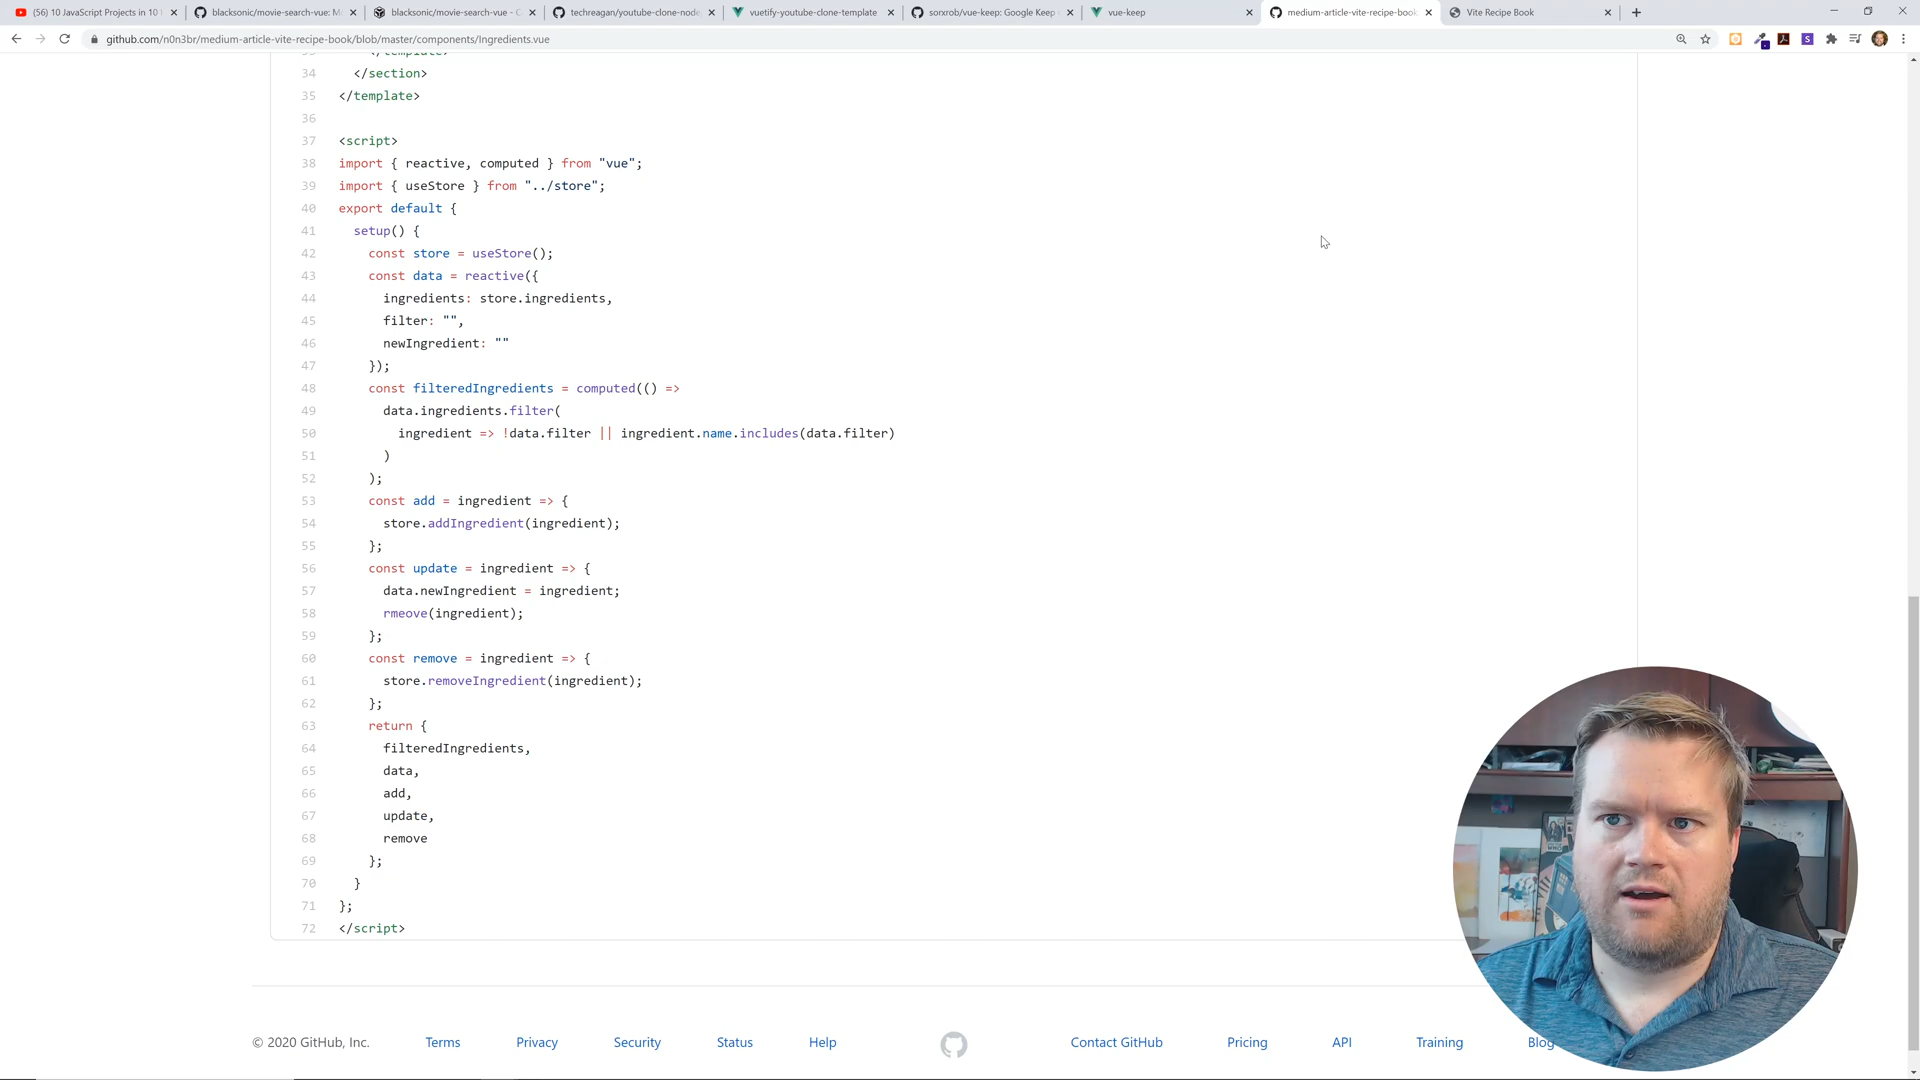 (56) 10 JavaScript Projects in 10
blacksonic/movie-search-vue: M
blacksonic/movie-search-vue - C
techreagan/youtube-clone-node
vuetify-youtube-clone-template
sorxrob/vue-keep: Google Keep
vue-keep
medium-article-vite-recipe-book
Vite Recipe Book
github.com/n0n3br/medium-article-vite-recipe-book/blob/master/components/Ingredients.vue
33 </template>
34 </section>
35 </template>
36
37 <script>
38 import { reactive, computed } from "vue";
39 import { useStore } from "../store";
40 export default {
41 setup() {
42 const store = useStore();
43 const data = reactive({
44 ingredients: store.ingredients,
45 filter: "",
46 newIngredient: ""
47 });
48 const filteredIngredients = computed(() =>
49 data.ingredients.filter(
50 ingredient => !data.filter || ingredient.name.includes(data.filter)
51 )
52 );
53 const add = ingredient => {
54 store.addIngredient(ingredient);
55 };
56 const update = ingredient => {
57 data.newIngredient = ingredient;
58 rmeove(ingredient);
59 };
60 const remove = ingredient => {
61 store.removeIngredient(ingredient);
62 };
63 return {
64 filteredIngredients,
65 data,
66 add,
67 update,
68 remove
69 };
70 }
71 };
72 </script>
© 2020 GitHub, Inc. Terms Privacy Security Status Help Contact GitHub Pricing API Training Blog